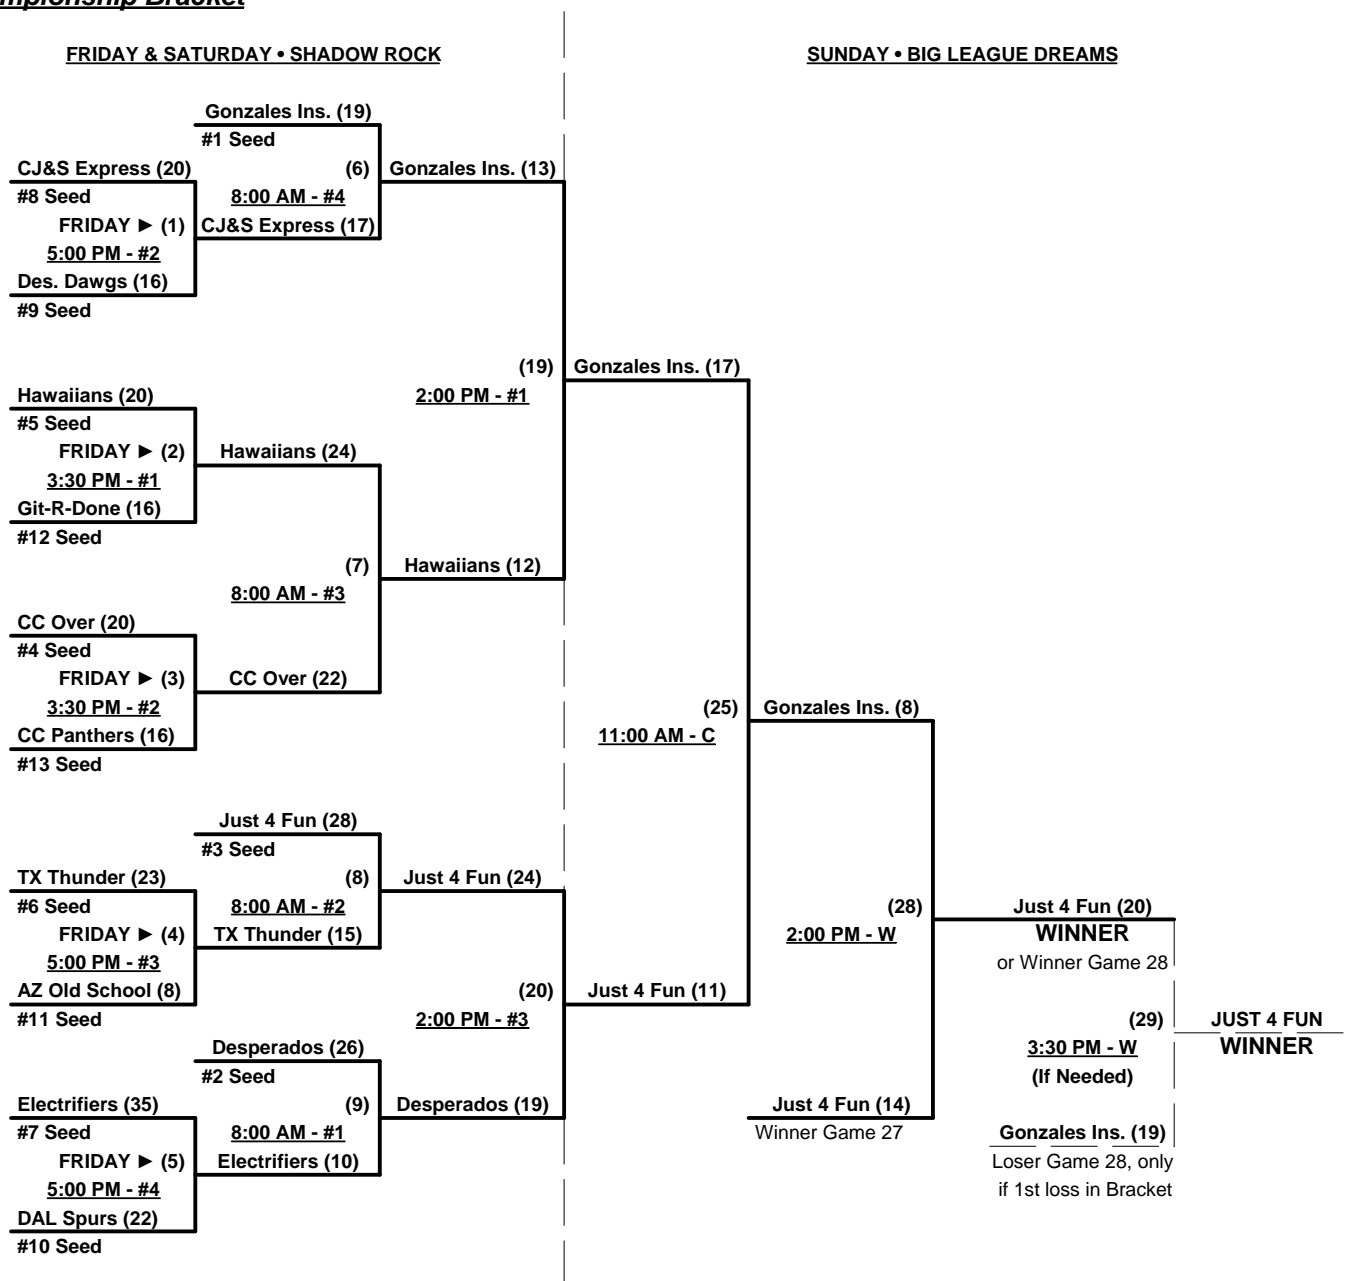 mpionship Bracket
FRIDAY & SATURDAY • SHADOW ROCK
SUNDAY • BIG LEAGUE DREAMS
Gonzales Ins. (19)
#1 Seed
CJ&S Express (20)
(6)
Gonzales Ins. (13)
#8 Seed
8:00 AM - #4
FRIDAY ► (1)
CJ&S Express (17)
5:00 PM - #2
Des. Dawgs (16)
#9 Seed
(19)
Gonzales Ins. (17)
Hawaiians (20)
2:00 PM - #1
#5 Seed
FRIDAY ► (2)
Hawaiians (24)
3:30 PM - #1
Git-R-Done (16)
#12 Seed
(7)
Hawaiians (12)
8:00 AM - #3
CC Over (20)
#4 Seed
FRIDAY ► (3)
CC Over (22)
3:30 PM - #2
(25)
Gonzales Ins. (8)
CC Panthers (16)
11:00 AM - C
#13 Seed
Just 4 Fun (28)
#3 Seed
TX Thunder (23)
(8)
Just 4 Fun (24)
#6 Seed
8:00 AM - #2
(28)
Just 4 Fun (20)
FRIDAY ► (4)
TX Thunder (15)
2:00 PM - W
WINNER
5:00 PM - #3
or Winner Game 28
AZ Old School (8)
(20)
Just 4 Fun (11)
#11 Seed
2:00 PM - #3
(29)
JUST 4 FUN
Desperados (26)
3:30 PM - W
WINNER
#2 Seed
(If Needed)
Electrifiers (35)
(9)
Desperados (19)
Just 4 Fun (14)
#7 Seed
8:00 AM - #1
Winner Game 27
Gonzales Ins. (19)
FRIDAY ► (5)
Electrifiers (10)
Loser Game 28, only
5:00 PM - #4
if 1st loss in Bracket
DAL Spurs (22)
#10 Seed